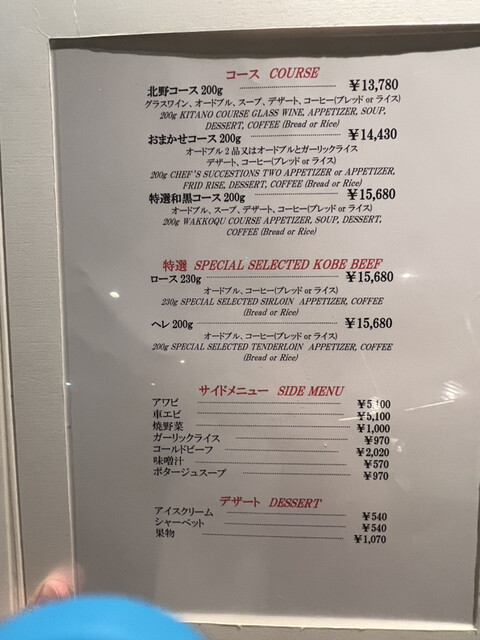 コース COURSE
北野コース 200g ¥13,780
グラスワイン、オードブル、スープ、デザート、コーヒー(ブレッド or ライス)
200g KITANO COURSE GLASS WINE, APPETIZER, SOUP,
DESSERT, COFFEE (Bread or Rice)
おまかせコース 200g ¥14,430
オードブル2品又はオードブルとガーリックライス
デザート、コーヒー(ブレッド or ライス)
200g CHEF'S SUCCESTIONS TWO APPETIZER or APPETIZER,
FRID RISE, DESSERT, COFFEE (Bread or Rice)
特選和黒コース 200g ¥15,680
オードブル、スープ、デザート、コーヒー(ブレッド or ライス)
200g WAKKOQU COURSE APPETIZER, SOUP, DESSERT,
COFFEE (Bread or Rice)
特選 SPECIAL SELECTED KOBE BEEF
ロース 230g ¥15,680
オードブル、コーヒー(ブレッド or ライス)
230g SPECIAL SELECTED SIRLOIN APPETIZER, COFFEE
(Bread or Rice)
ヘレ 200g ¥15,680
オードブル、コーヒー(ブレッド or ライス)
200g SPECIAL SELECTED TENDERLOIN APPETIZER, COFFEE
(Bread or Rice)
サイドメニュー SIDE MENU
アワビ ¥5,100
車エビ ¥5,100
焼野菜 ¥1,000
ガーリックライス ¥970
コールドビーフ ¥2,020
味噌汁 ¥570
ポタージュスープ ¥970
デザート DESSERT
アイスクリーム ¥540
シャーベット ¥540
果物 ¥1,070